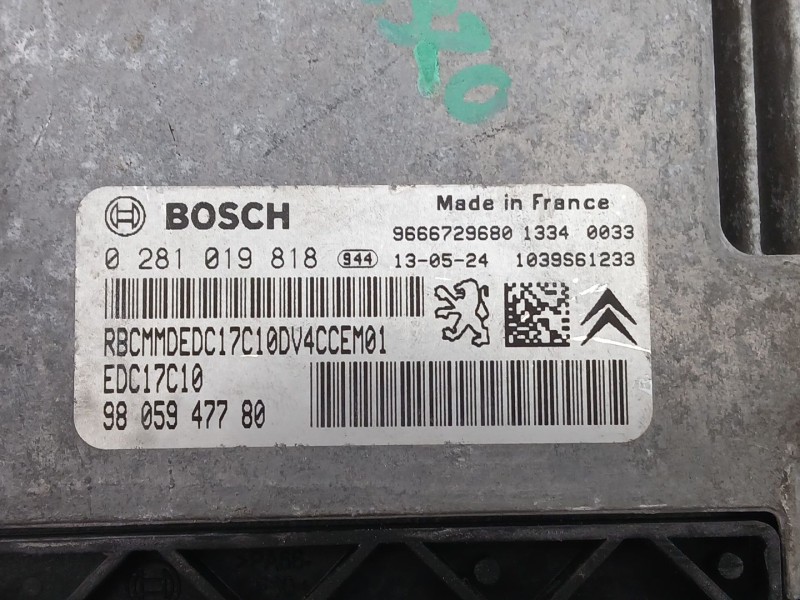 70
BOSCH
Made in France
9666729680 1334 0033
0 281 019 818 944 13-05-24 1039S61233
RBCMMDEDC17C10DV4CCEM01
EDC17C10
98 059 477 80